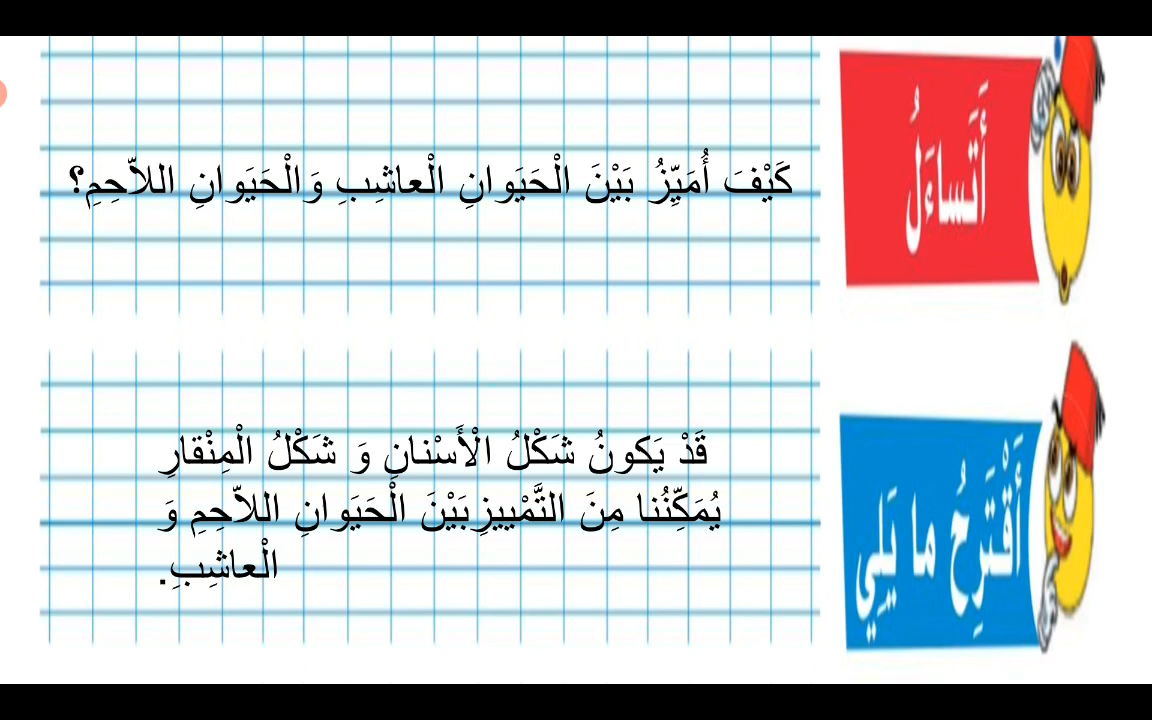 أَتَساءَلُ
كَيْفَ أُمَيِّزُ بَيْنَ الْحَيَوانِ الْعاشِبِ وَالْحَيَوانِ اللاّحِمِ؟
أَقْتَرِحُ ما يَلِي
قَدْ يَكونُ شَكْلُ الْأَسْنانِ وَ شَكْلُ الْمِنْقارِ
يُمَكِّنُنا مِنَ التَّمْييزِبَيْنَ الْحَيَوانِ اللاّحِمِ وَ
الْعاشِبِ.